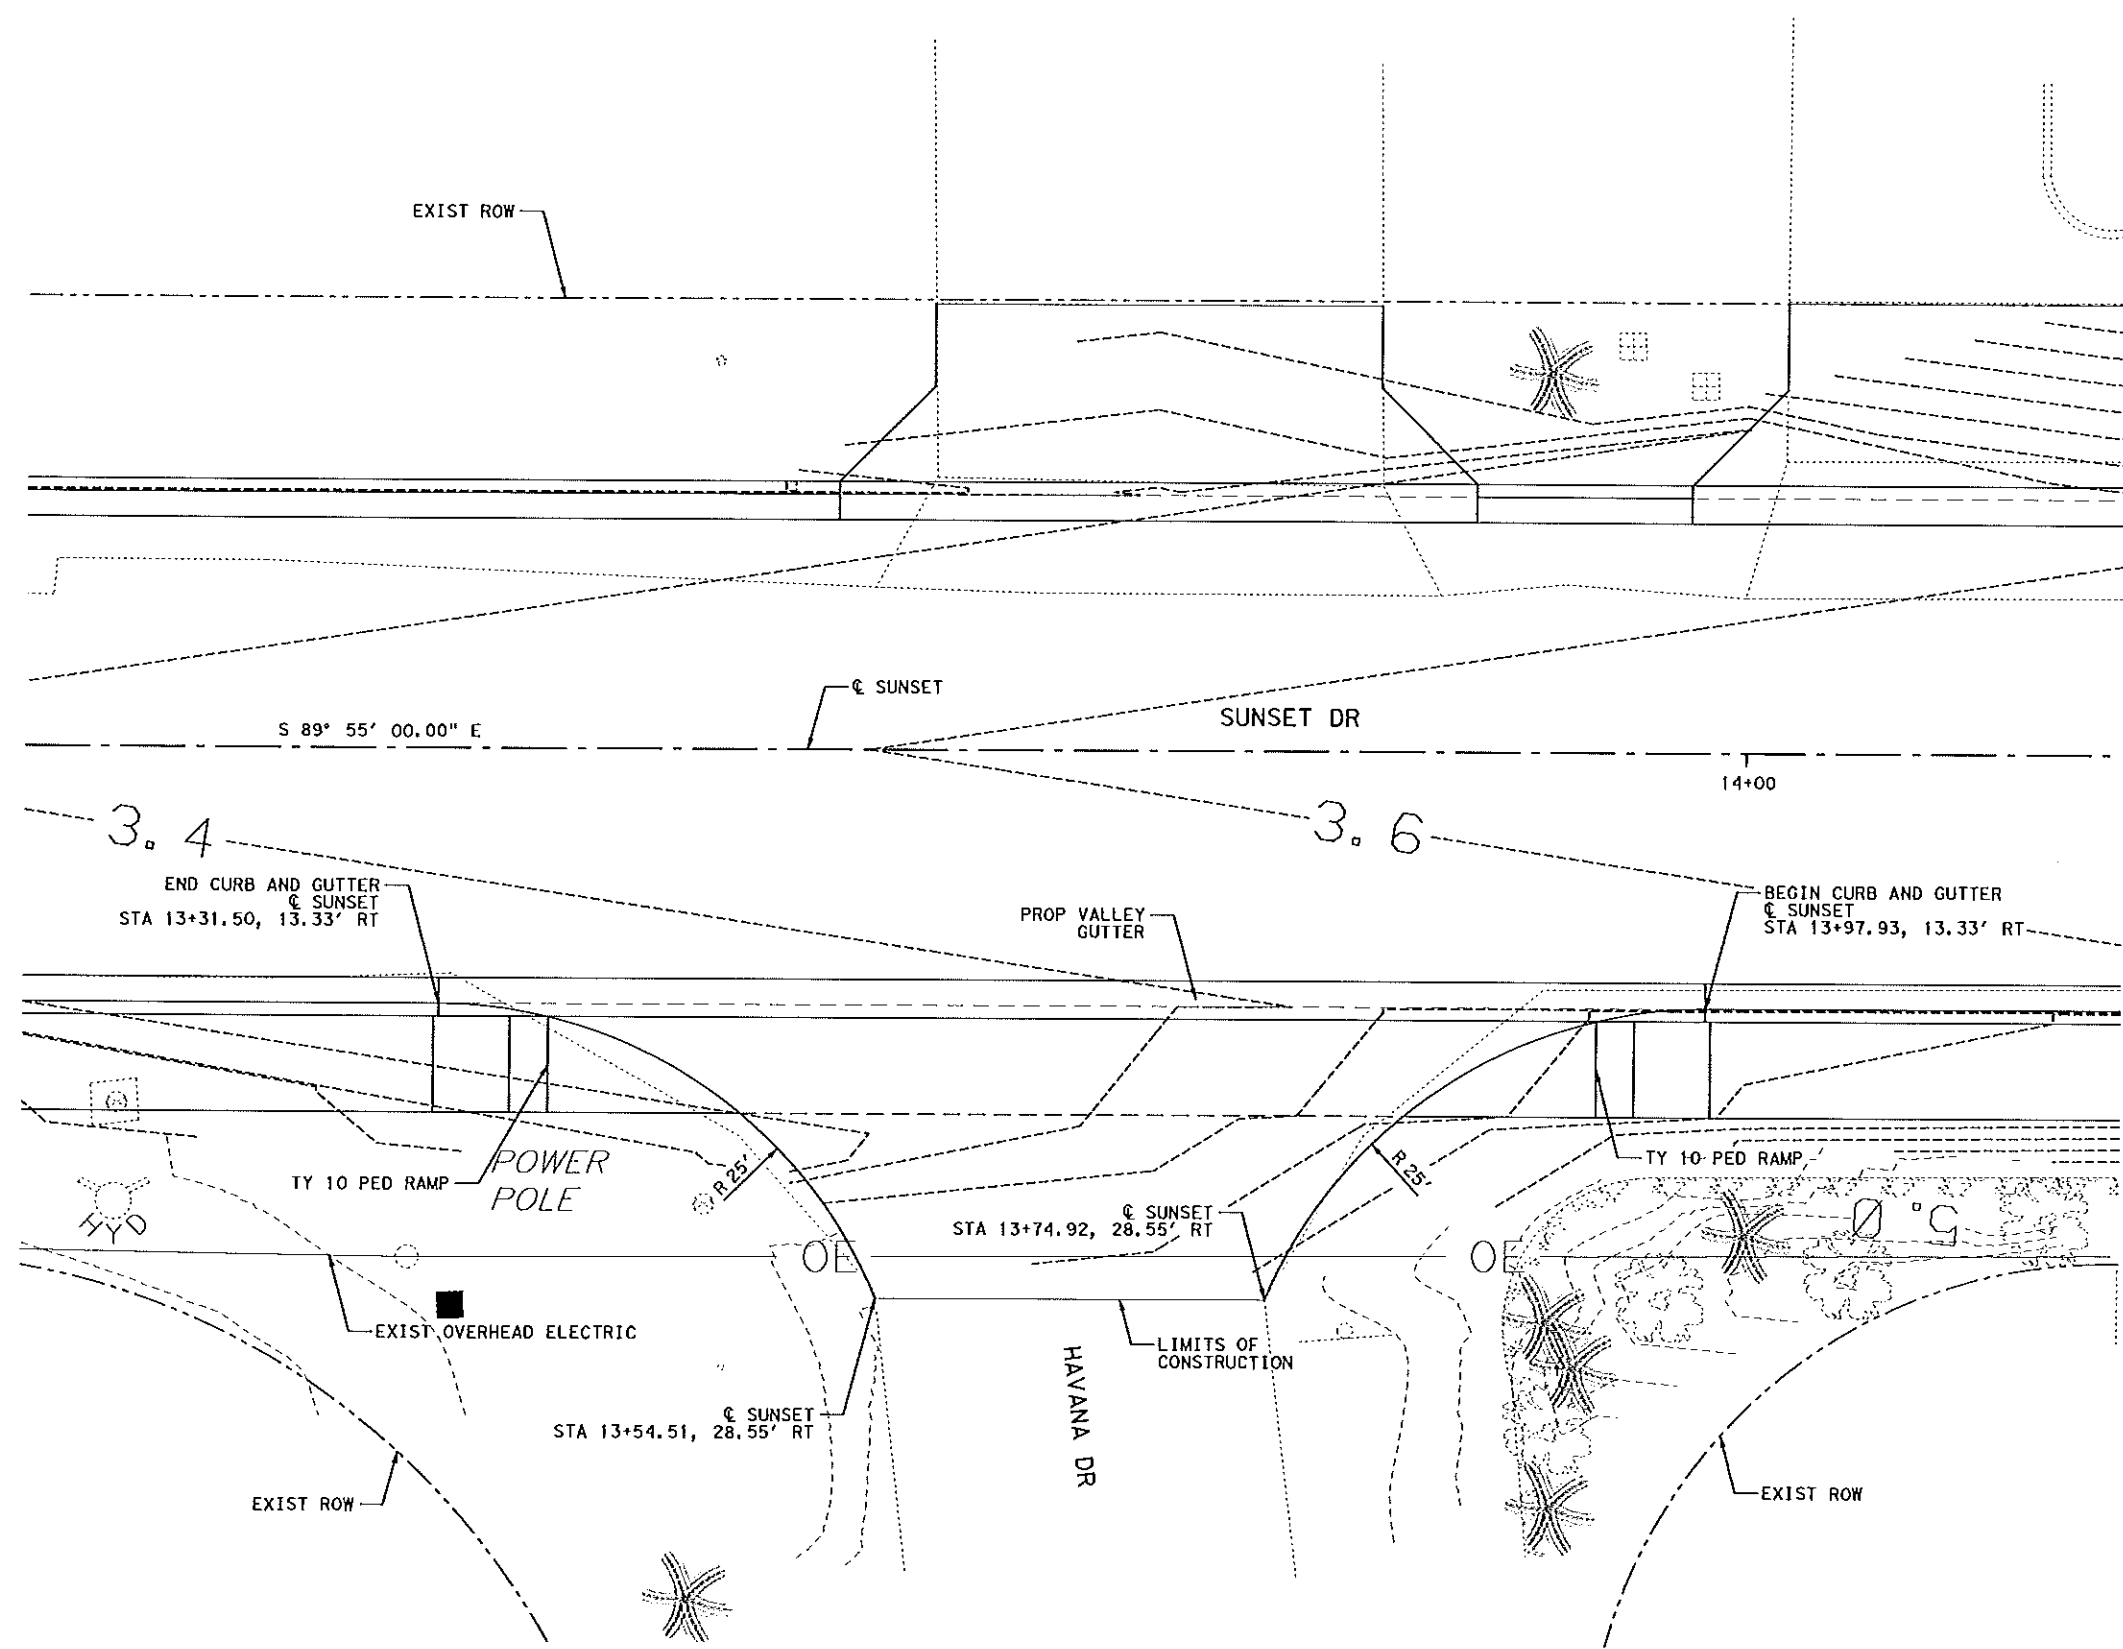 EXIST ROW
℄ SUNSET
S 89° 55' 00.00" E
SUNSET DR
14+00
3.4
3.6
END CURB AND GUTTER
℄ SUNSET
STA 13+31.50, 13.33' RT
PROP VALLEY
GUTTER
BEGIN CURB AND GUTTER
℄ SUNSET
STA 13+97.93, 13.33' RT
TY 10 PED RAMP
POWER
POLE
R 25'
R 25'
TY 10 PED RAMP
HYD
℄ SUNSET
STA 13+74.92, 28.55' RT
5.0
OE
OE
EXIST OVERHEAD ELECTRIC
LIMITS OF
CONSTRUCTION
HAVANA DR
℄ SUNSET
STA 13+54.51, 28.55' RT
EXIST ROW
EXIST ROW